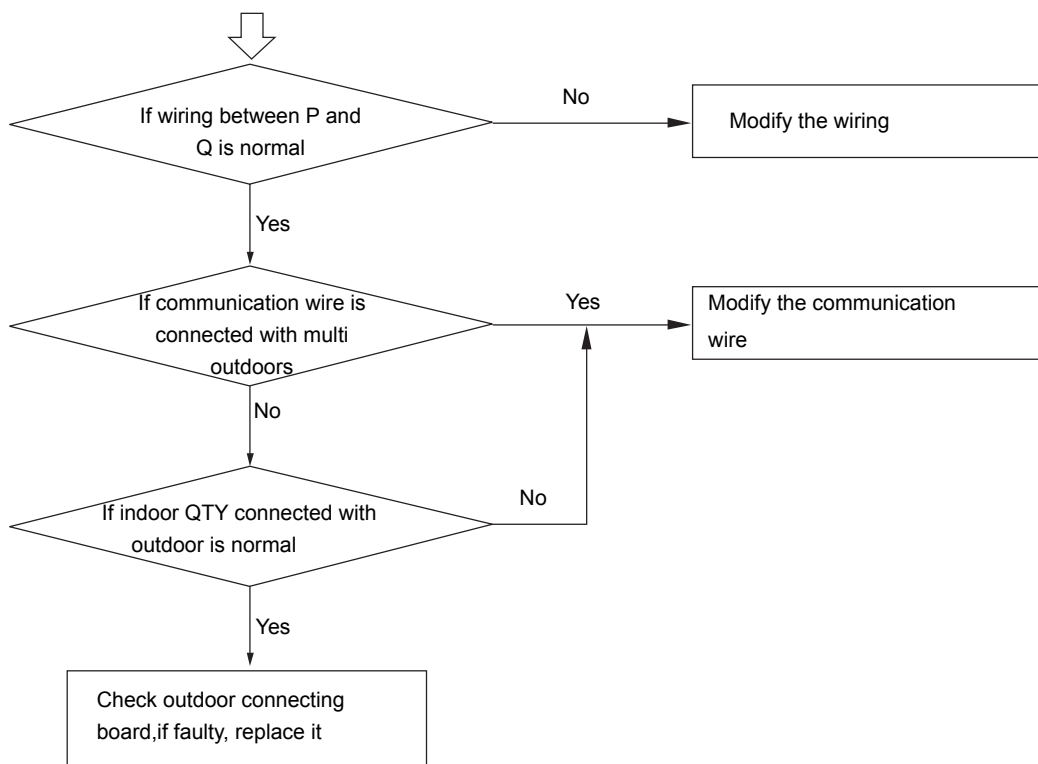 If wiring between P and
Q is normal
No
Modify the wiring
Yes
If communication wire is
connected with multi
outdoors
Yes
Modify the communication
wire
No
If indoor QTY connected with
outdoor is normal
No
Yes
Check outdoor connecting
board,if faulty, replace it